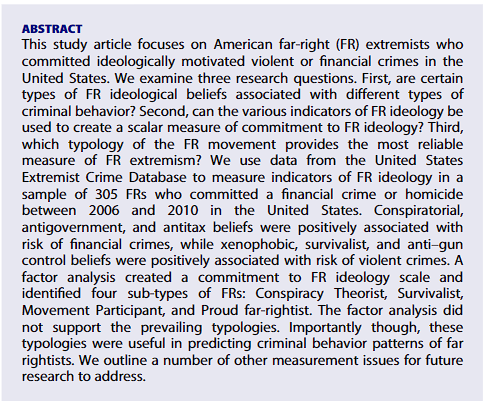 ABSTRACT
This study article focuses on American far-right (FR) extremists who
committed ideologically motivated violent or financial crimes in the
United States. We examine three research questions. First, are certain
types of FR ideological beliefs associated with different types of
criminal behavior? Second, can the various indicators of FR ideology be
used to create a scalar measure of commitment to FR ideology? Third,
which typology of the FR movement provides the most reliable
measure of FR extremism? We use data from the United States
Extremist Crime Database to measure indicators of FR ideology in a
sample of 305 FRs who committed a financial crime or homicide
between 2006 and 2010 in the United States. Conspiratorial,
antigovernment, and antitax beliefs were positively associated with
risk of financial crimes, while xenophobic, survivalist, and anti–gun
control beliefs were positively associated with risk of violent crimes. A
factor analysis created a commitment to FR ideology scale and
identified four sub-types of FRs: Conspiracy Theorist, Survivalist,
Movement Participant, and Proud far-rightist. The factor analysis did
not support the prevailing typologies. Importantly though, these
typologies were useful in predicting criminal behavior patterns of far
rightists. We outline a number of other measurement issues for future
research to address.